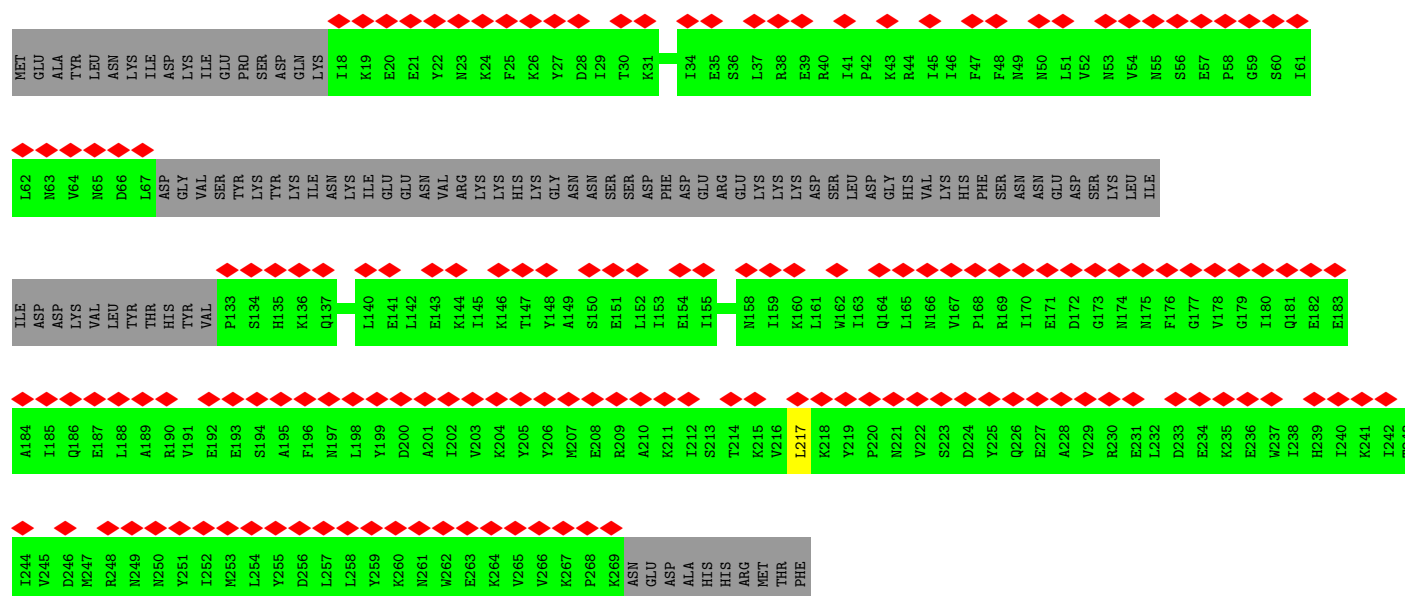 MET GLU ALA TYR LEU ASN LYS ILE ASP LYS ILE GLU PRO SER ASP GLN LYS I18 K19 E20 E21 Y22 N23 K24 F25 K26 Y27 D28 I29 T30 K31 I34 E35 S36 L37 R38 E39 R40 I41 P42 K43 R44 I45 I46 F47 F48 N49 N50 L51 V52 N53 V54 N55 S56 E57 P58 G59 S60 I61
L62 N63 V64 N65 D66 L67 ASP GLY VAL SER TYR LYS TYR LYS ILE ASN LYS ILE GLU GLU ASN VAL ARG LYS LYS HIS LYS GLY ASN ASN SER SER ASP PHE ASP GLU ARG GLU LYS LYS LYS ASP SER LEU ASP GLY HIS VAL LYS HIS PHE SER ASN ASN GLU ASP SER LYS LEU ILE
ILE ASP ASP LYS VAL LEU TYR THR HIS TYR VAL P133 S134 H135 K136 Q137 L140 E141 L142 E143 K144 I145 K146 T147 Y148 A149 S150 E151 L152 I153 E154 I155 N158 I159 K160 L161 W162 I163 Q164 L165 N166 V167 P168 R169 I170 E171 D172 G173 N174 N175 F176 G177 V178 G179 I180 Q181 E182 E183
A184 I185 Q186 E187 L188 A189 R190 V191 E192 E193 S194 A195 F196 N197 L198 Y199 D200 A201 I202 V203 K204 Y205 Y206 M207 E208 R209 A210 K211 I212 S213 T214 K215 V216 L217 K218 Y219 P220 N221 V222 S223 D224 Y225 Q226 E227 A228 V229 R230 E231 L232 D233 E234 K235 E236 W237 I238 H239 I240 K241 I242
I244 V245 D246 M247 R248 N249 N250 Y251 I252 M253 L254 Y255 D256 L257 L258 Y259 K260 N261 W262 E263 K264 V265 V266 K267 P268 K269 ASN GLU ASP ALA HIS HIS ARG MET THR PHE